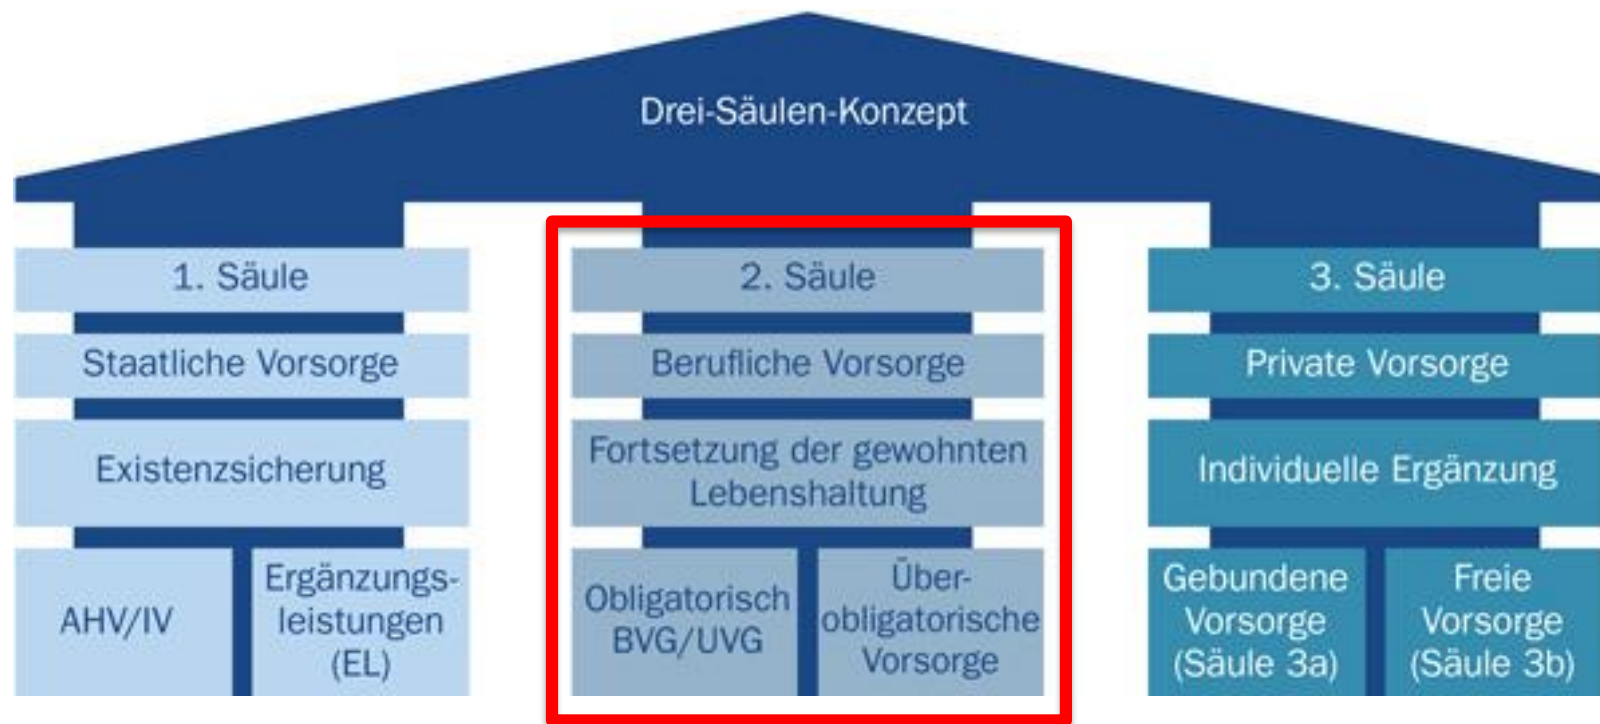 Drei-Säulen-Konzept
1. Säule
Staatliche Vorsorge
Existenzsicherung
AHV/IV
Ergänzungs-
leistungen
(EL)
2. Säule
Berufliche Vorsorge
Fortsetzung der gewohnten
Lebenshaltung
Obligatorisch
BVG/UVG
Über-
obligatorische
Vorsorge
3. Säule
Private Vorsorge
Individuelle Ergänzung
Gebundene
Vorsorge
(Säule 3a)
Freie
Vorsorge
(Säule 3b)